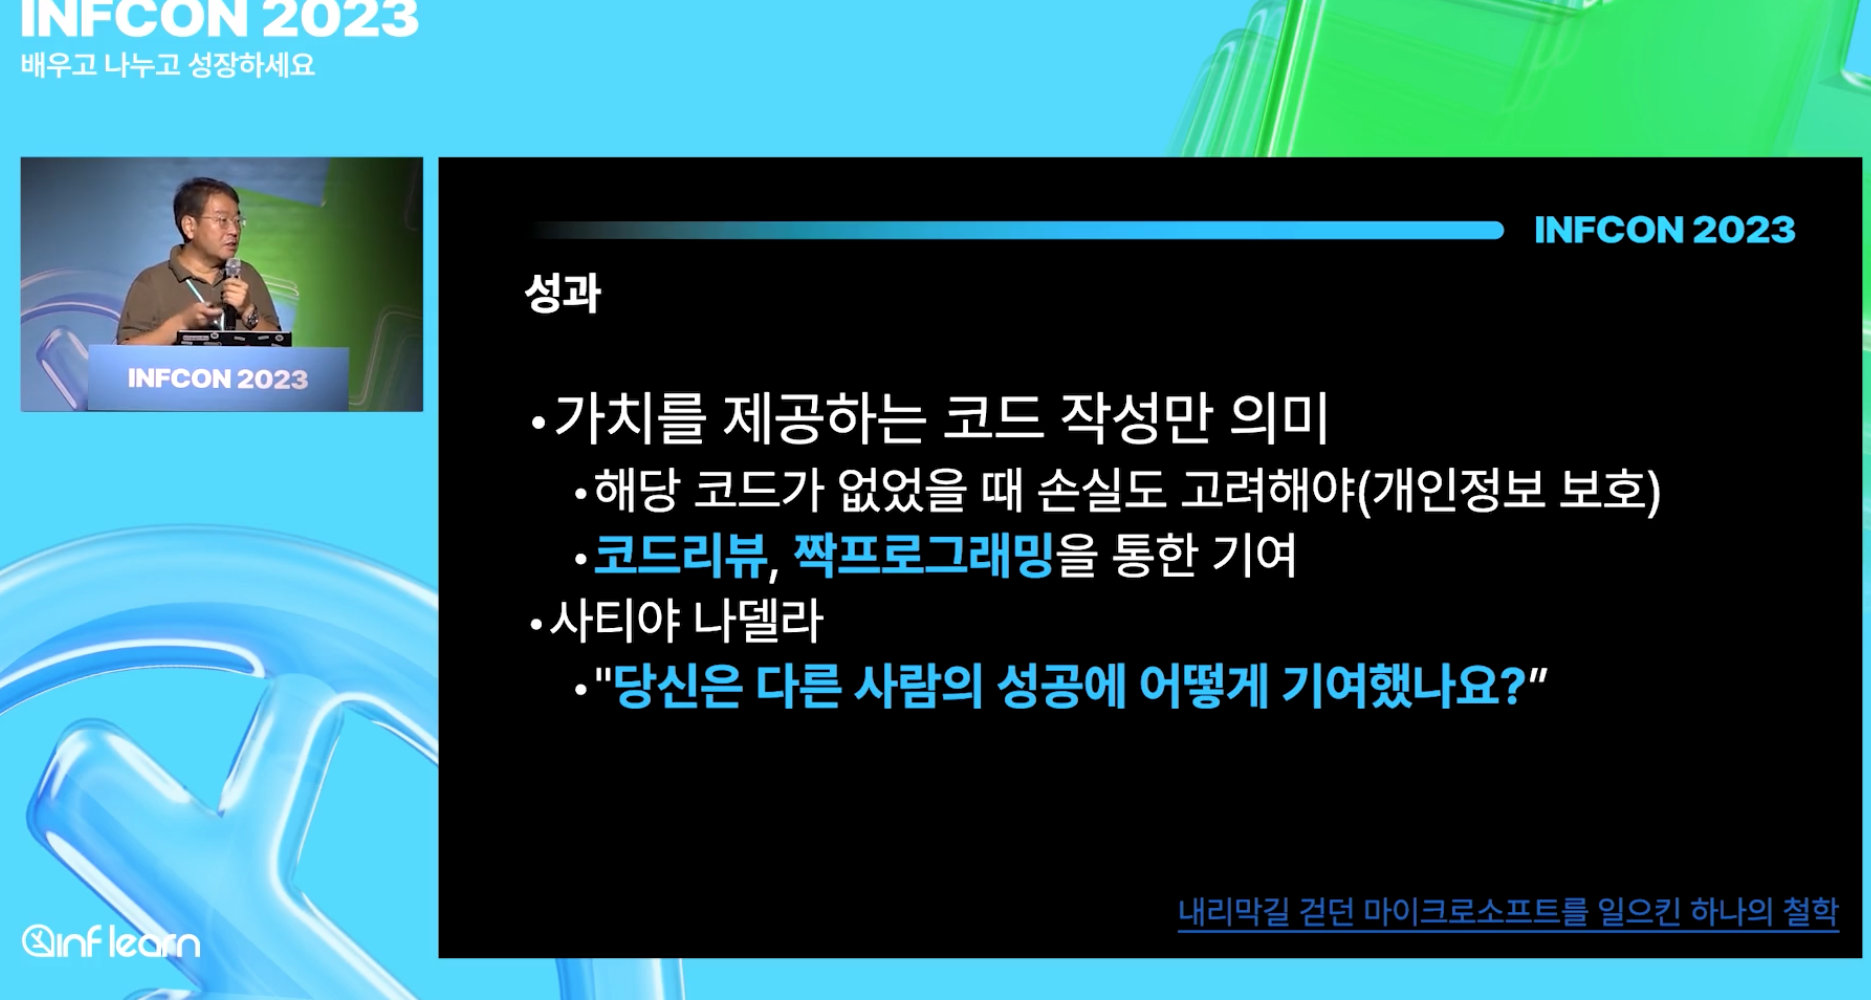 INFCON 2023
배우고 나누고 성장하세요
INFCON 2023
INFCON 2023
성과
•가치를 제공하는 코드 작성만 의미
•해당 코드가 없었을 때 손실도 고려해야(개인정보 보호)
•코드리뷰, 짝프로그래밍을 통한 기여
•사티야 나델라
•"당신은 다른 사람의 성공에 어떻게 기여했나요?”
내리막길 걷던 마이크로소프트를 일으킨 하나의 철학
inflearn